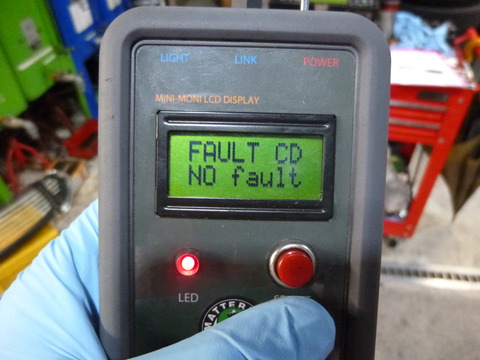 LIGHT LINK POWER
MINI-MONI LCD DISPLAY
FAULT CD
NO fault
LED